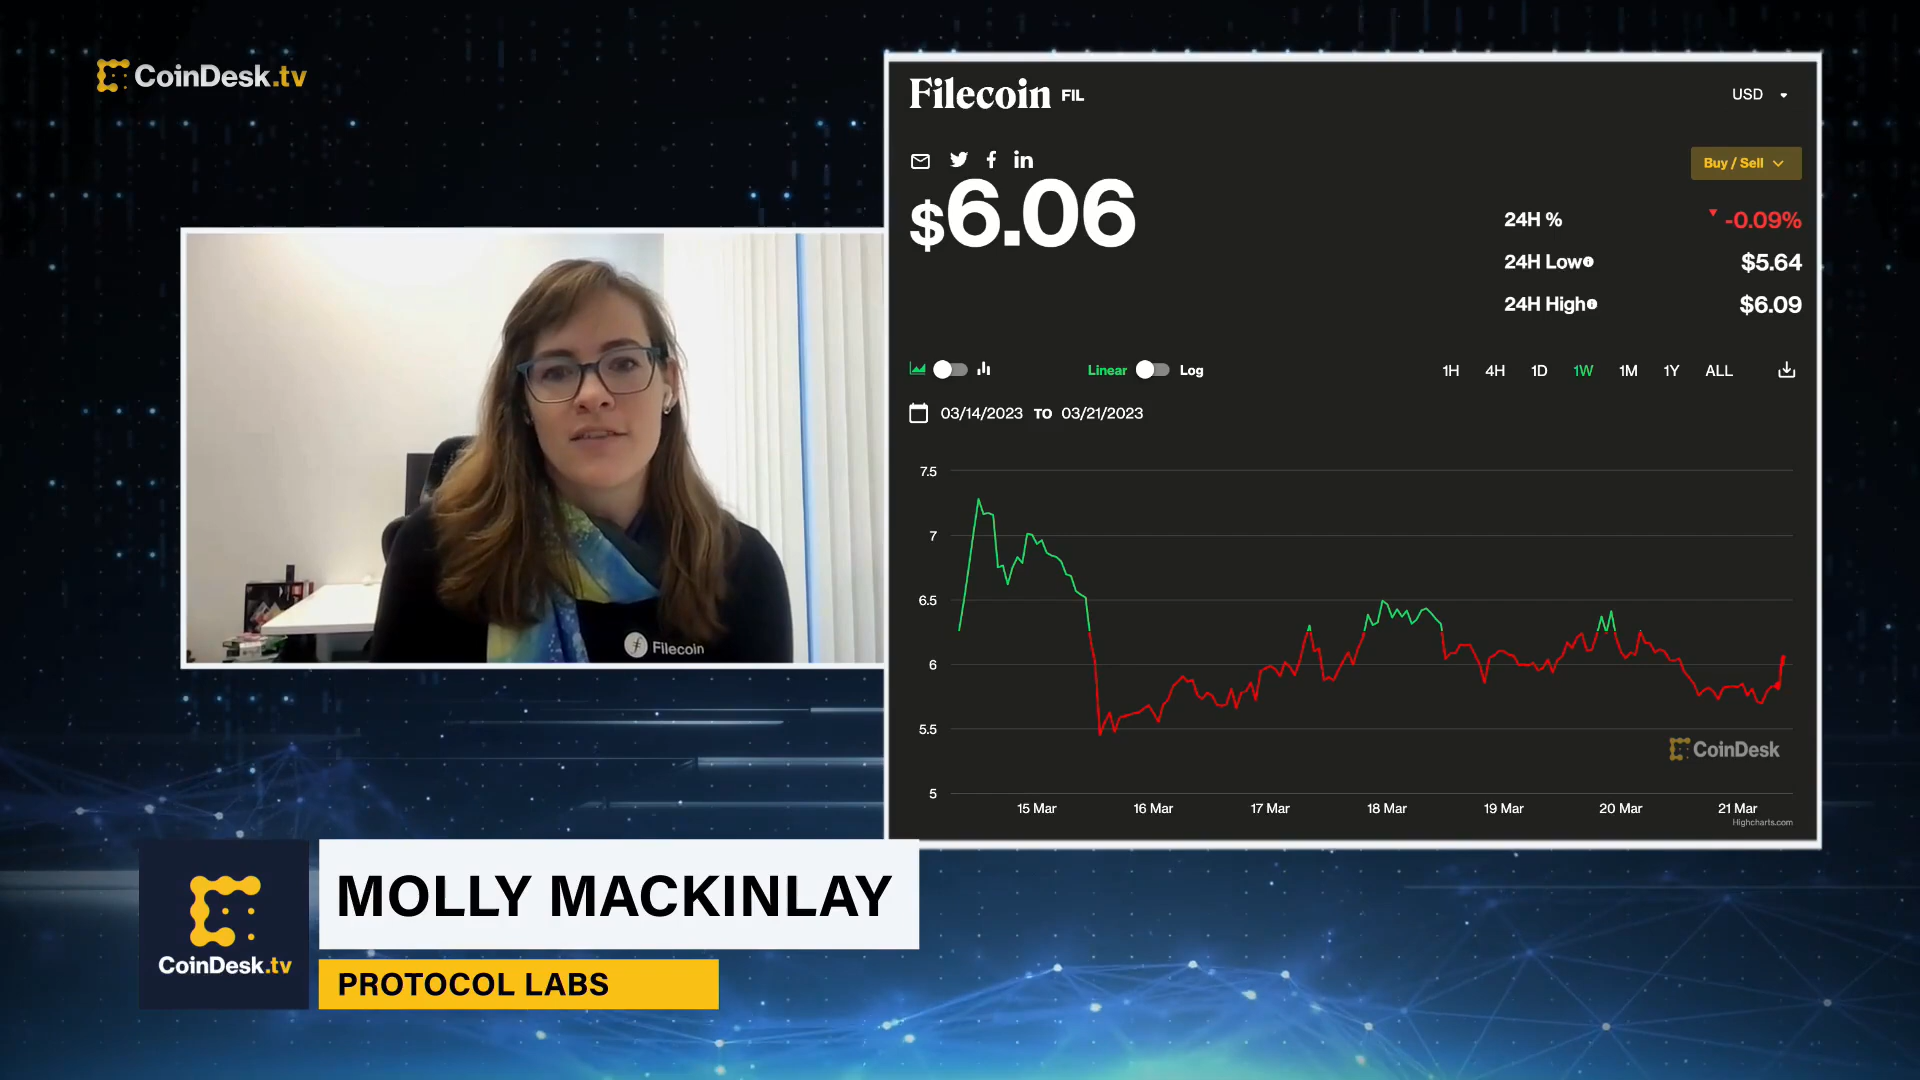 CoinDesk.tv
Filecoin FIL
USD
Buy / Sell
$6.06
24H % -0.09%
24H Low $5.64
24H High $6.09
Linear Log
1H 4H 1D 1W 1M 1Y ALL
03/14/2023 TO 03/21/2023
7.5
7
6.5
6
5.5
5
CoinDesk
15 Mar 16 Mar 17 Mar 18 Mar 19 Mar 20 Mar 21 Mar
Highcharts.com
Filecoin
CoinDesk.tv
MOLLY MACKINLAY
PROTOCOL LABS